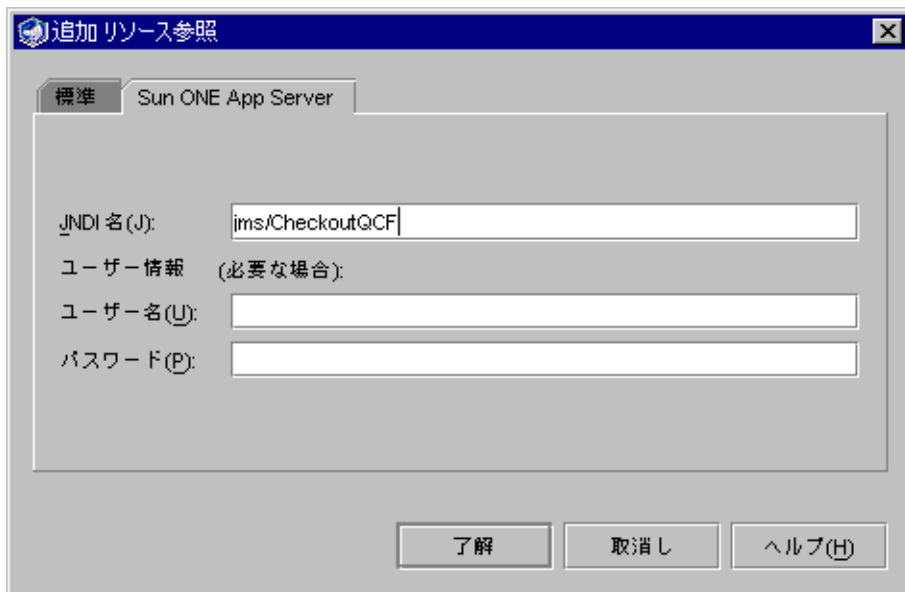 追加 リソース参照
標準 Sun ONE App Server
JNDI 名(J): jms/CheckoutQCF
ユーザー情報 (必要な場合):
ユーザー名(U):
パスワード(P):
了解 取消し ヘルプ(H)